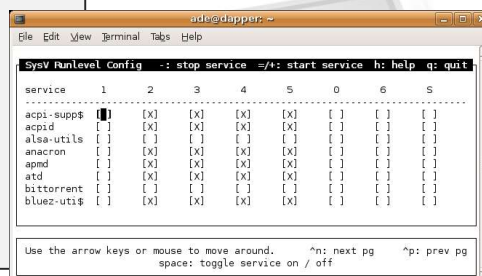 ade@dapper: ~
File Edit View Terminal Tabs Help
SysV Runlevel Config -: stop service =/+: start service h: help q: quit
service 1 2 3 4 5 0 6 S
acpi-supp$ [ ] [X] [X] [X] [X] [ ] [ ] [ ]
acpid [ ] [X] [X] [X] [X] [ ] [ ] [ ]
alsa-utils [ ] [ ] [ ] [ ] [ ] [ ] [ ] [ ]
anacron [ ] [X] [X] [X] [X] [ ] [ ] [ ]
apmd [ ] [X] [X] [X] [X] [ ] [ ] [ ]
atd [ ] [X] [X] [X] [X] [ ] [ ] [ ]
bittorrent [ ] [ ] [ ] [ ] [ ] [ ] [ ] [ ]
bluez-uti$ [ ] [X] [X] [X] [X] [ ] [ ] [ ]
Use the arrow keys or mouse to move around. ^n: next pg ^p: prev pg
space: toggle service on / off